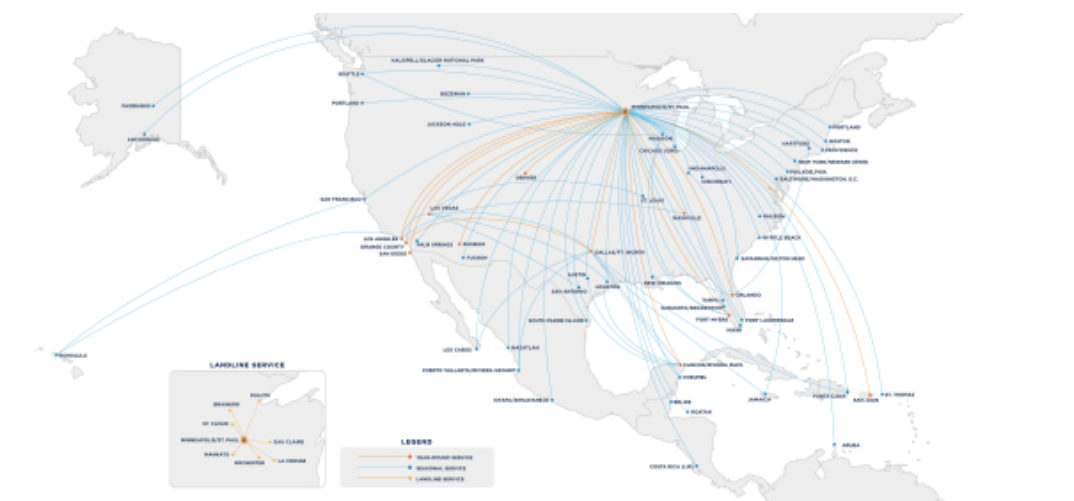 KALISPELL/GLACIER NATIONAL PARK
SEATTLE
BOZEMAN
FAIRBANKS
PORTLAND
MINNEAPOLIS/ST. PAUL
JACKSON HOLE
PORTLAND
ANCHORAGE
MADISON
HARTFORD
BOSTON
CHICAGO (ORD)
PROVIDENCE
NEW YORK/NEWARK (EWR)
INDIANAPOLIS
PHILADELPHIA
DENVER
CINCINNATI
BALTIMORE/WASHINGTON, D.C.
SAN FRANCISCO
ST. LOUIS
LAS VEGAS
NASHVILLE
RALEIGH
LOS ANGELES
ORANGE COUNTY
PALM SPRINGS
PHOENIX
MYRTLE BEACH
SAN DIEGO
TUCSON
DALLAS/FT. WORTH
SAVANNAH/HILTON HEAD
AUSTIN
HOUSTON
NEW ORLEANS
SAN ANTONIO
ORLANDO
TAMPA
SARASOTA/BRADENTON
SOUTH PADRE ISLAND
FORT MYERS
FORT LAUDERDALE
MIAMI
LOS CABOS
MAZATLAN
HONOLULU
CANCUN/RIVIERA MAYA
PUERTO VALLARTA/RIVIERA NAYARIT
COZUMEL
IXTAPA/ZIHUATANEJO
BELIZE
ROATAN
JAMAICA
PUNTA CANA
SAN JUAN
ST. THOMAS
ARUBA
COSTA RICA (LIR)
LANDLINE SERVICE
DULUTH
BRAINERD
ST. CLOUD
MINNEAPOLIS/ST. PAUL
EAU CLAIRE
MANKATO
ROCHESTER
LA CROSSE
LEGEND
YEAR-ROUND SERVICE
SEASONAL SERVICE
LANDLINE SERVICE